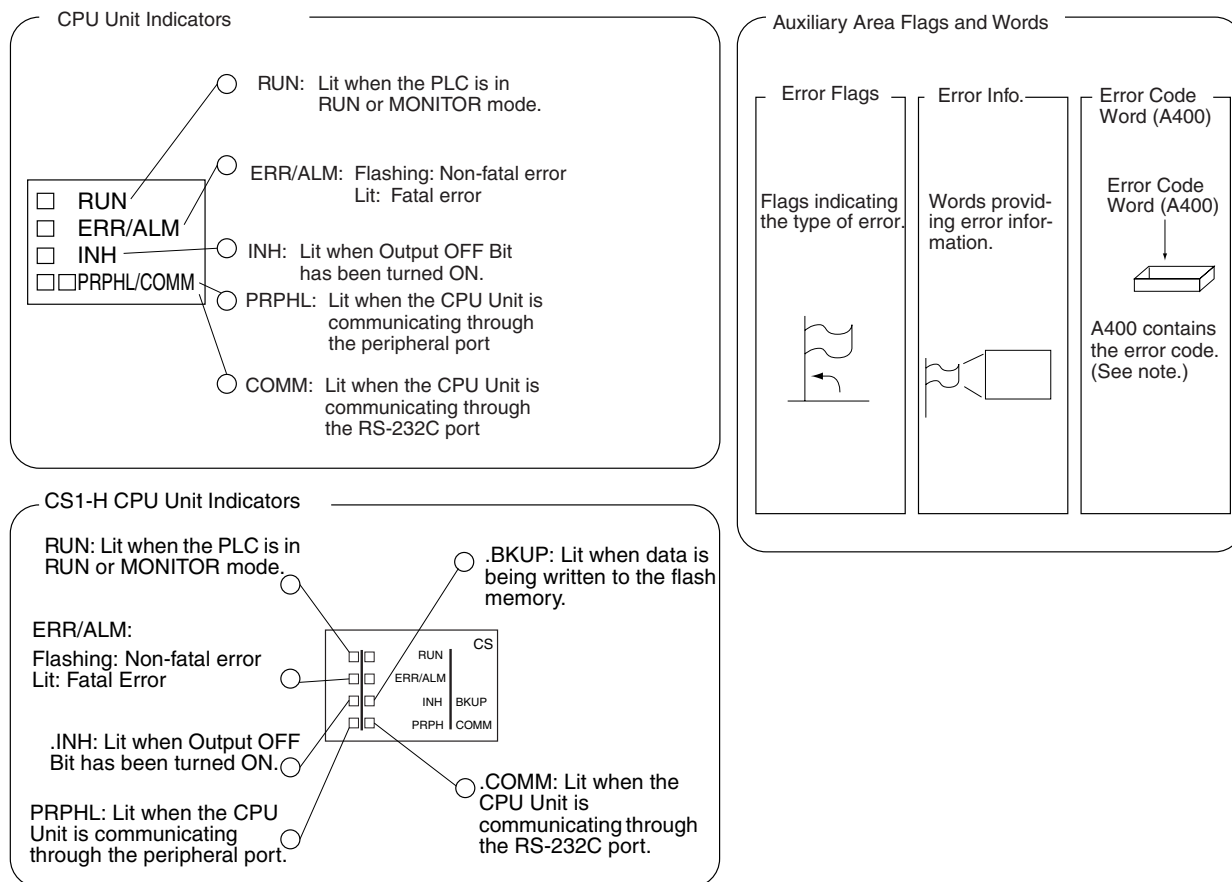 CPU Unit Indicators
RUN: Lit when the PLC is in
RUN or MONITOR mode.
ERR/ALM: Flashing: Non-fatal error
Lit: Fatal error
INH: Lit when Output OFF Bit
has been turned ON.
PRPHL: Lit when the CPU Unit is
communicating through
the peripheral port
COMM: Lit when the CPU Unit is
communicating through
the RS-232C port
RUN
ERR/ALM
INH
PRPHL/COMM
Auxiliary Area Flags and Words
Error Flags
Flags indicating
the type of error.
Error Info.
Words provid-
ing error infor-
mation.
Error Code
Word (A400)
Error Code
Word (A400)
A400 contains
the error code.
(See note.)
CS1-H CPU Unit Indicators
RUN: Lit when the PLC is in
RUN or MONITOR mode.
ERR/ALM:
Flashing: Non-fatal error
Lit: Fatal Error
.INH: Lit when Output OFF
Bit has been turned ON.
PRPHL: Lit when the CPU
Unit is communicating
through the peripheral port.
CS
RUN
ERR/ALM
INH BKUP
PRPH COMM
.BKUP: Lit when data is
being written to the flash
memory.
.COMM: Lit when the
CPU Unit is
communicating through
the RS-232C port.